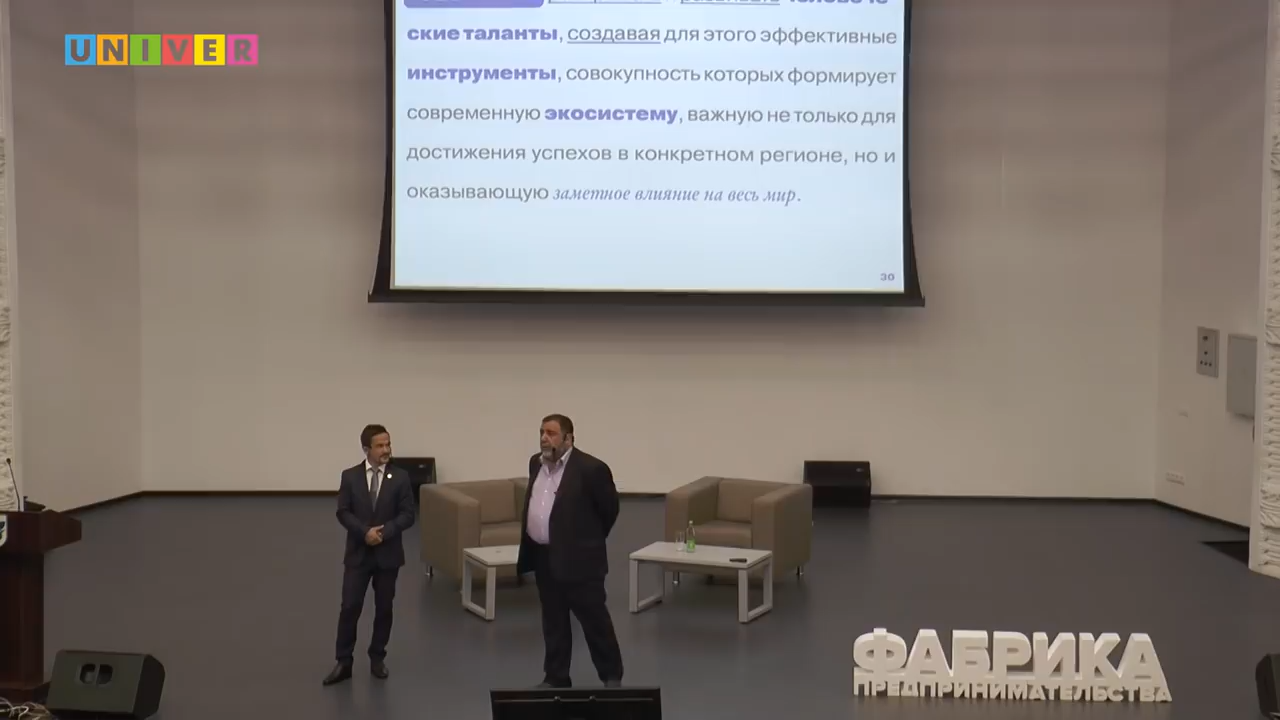 UNIVER
ские таланты, создавая для этого эффективные
инструменты, совокупность которых формирует
современную экосистему, важную не только для
достижения успехов в конкретном регионе, но и
оказывающую заметное влияние на весь мир.
30
ФАБРИКА
ПРЕДПРИНИМАТЕЛЬСТВА